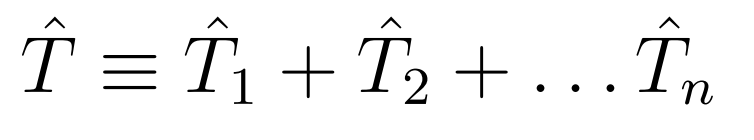 T̂ ≡ T̂₁ + T̂₂ + … T̂ₙ